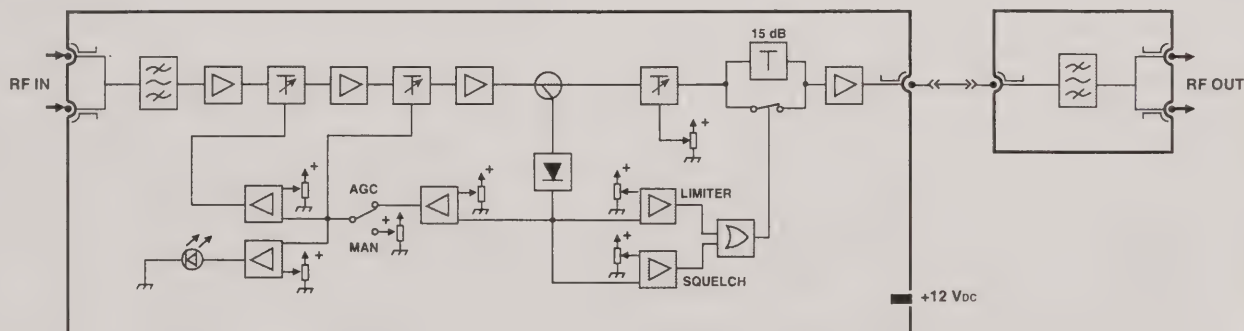 15 dB
RF IN
RF OUT
+
+
+
AGC
+
+
LIMITER
+
MAN
+
+
SQUELCH
+12 VDC